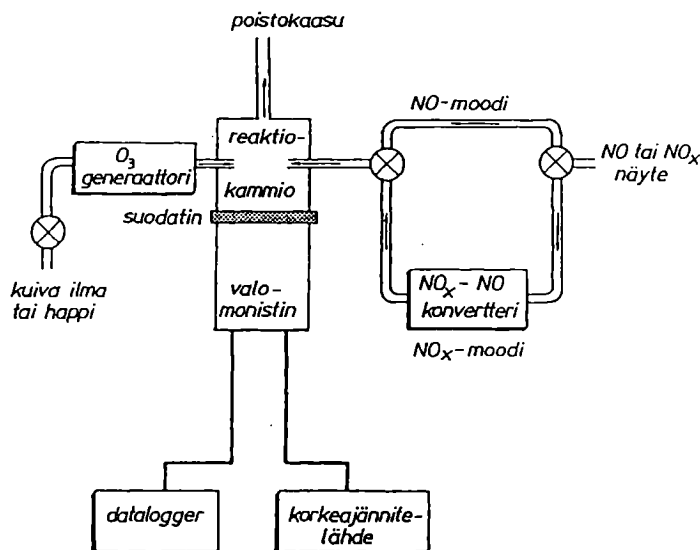 poistokaasu
NO-moodi
reaktio-
kammio
O₃
generaattori
NO tai NOx
näyte
suodatin
kuiva ilma
tai happi
valo-
monistin
NOx-NO
konvertteri
NOx-moodi
datalogger
korkeajännite-
lähde